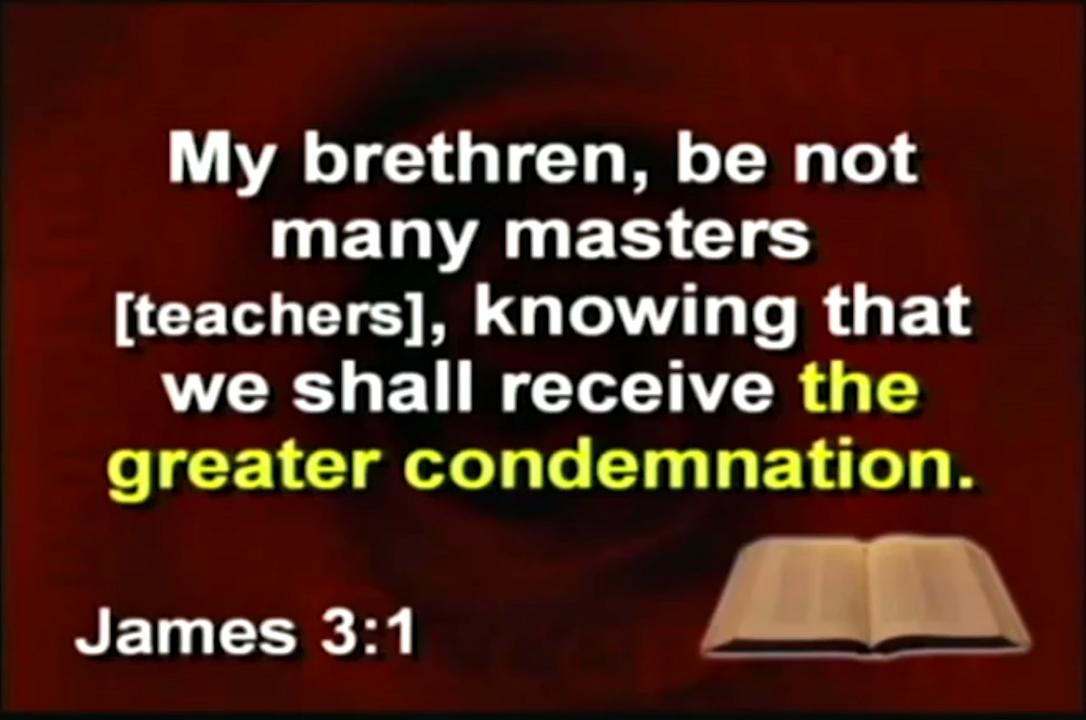 My brethren, be not
many masters
[teachers], knowing that
we shall receive the
greater condemnation.
James 3:1